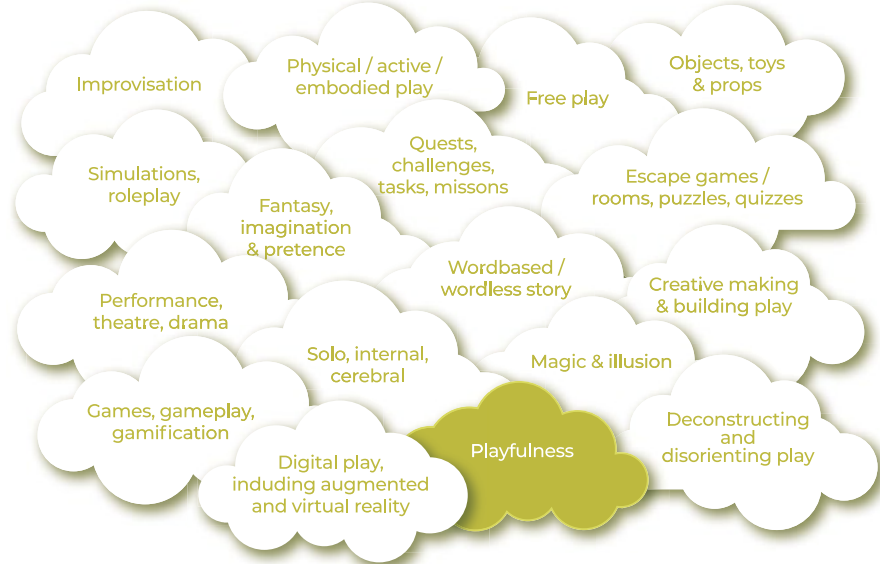 Improvisation
Physical / active /
embodied play
Free play
Objects, toys
& props
Simulations,
roleplay
Quests,
challenges,
tasks, missons
Escape games /
rooms, puzzles, quizzes
Fantasy,
imagination
& pretence
Wordbased /
wordless story
Creative making
& building play
Performance,
theatre, drama
Solo, internal,
cerebral
Magic & illusion
Games, gameplay,
gamification
Digital play,
induding augmented
and virtual reality
Playfulness
Deconstructing
and
disorienting play